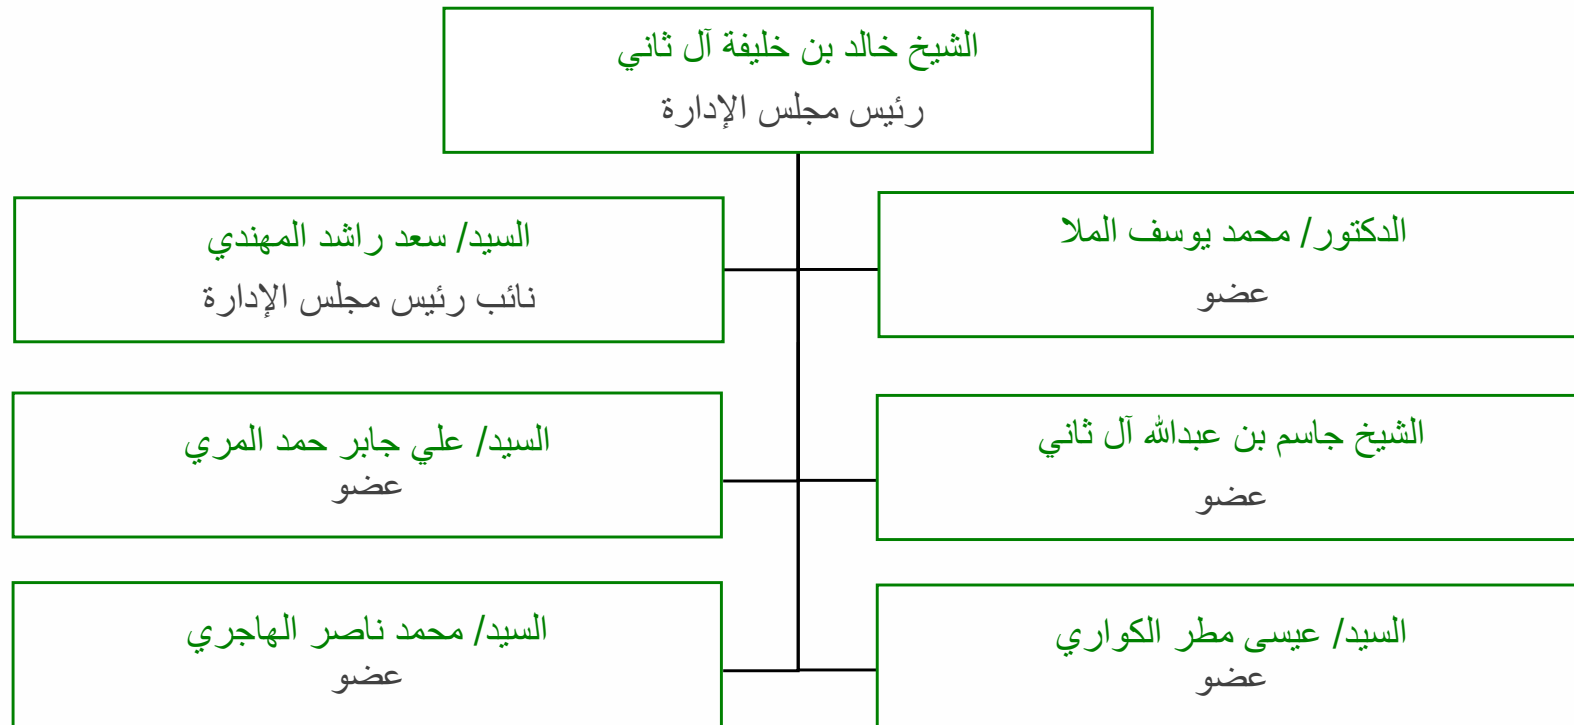 الشيخ خالد بن خليفة آل ثاني
رئيس مجلس الإدارة
الدكتور/ محمد يوسف الملا
عضو
السيد/ سعد راشد المهندي
نائب رئيس مجلس الإدارة
الشيخ جاسم بن عبدالله آل ثاني
عضو
السيد/ علي جابر حمد المري
عضو
السيد/ عيسى مطر الكواري
عضو
السيد/ محمد ناصر الهاجري
عضو